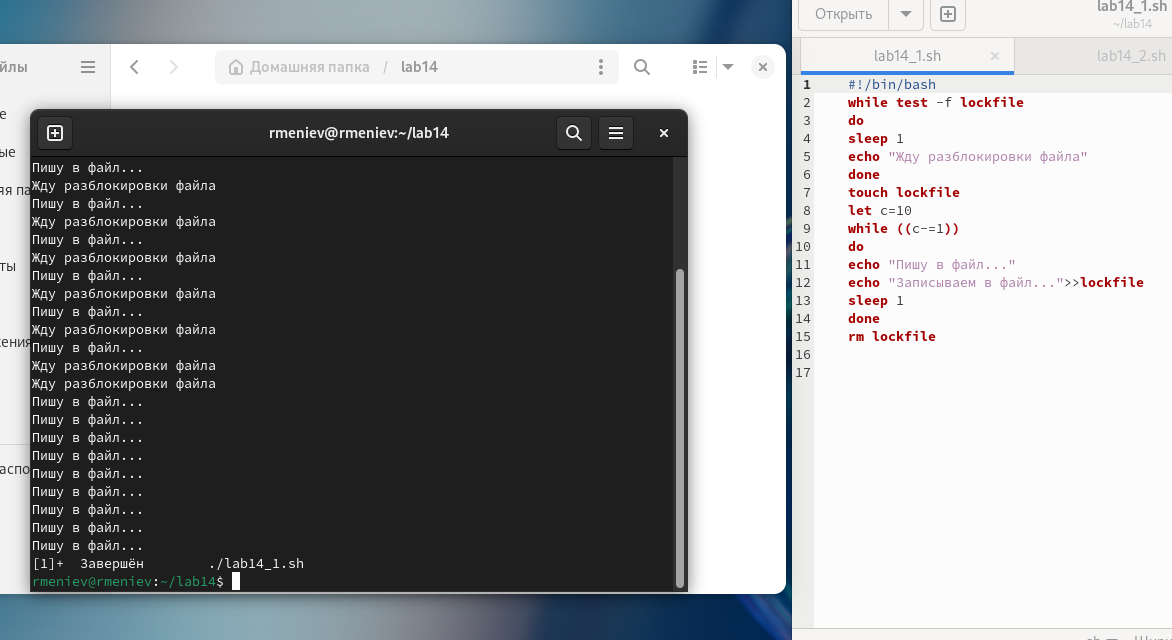 Открыть
lab14_1.sh
~/lab14
йлы
Домашняя папка / lab14
lab14_1.sh
lab14_2.sh
rmeniev@rmeniev:~/lab14
Пишу в файл...
Жду разблокировки файла
Пишу в файл...
Жду разблокировки файла
Пишу в файл...
Жду разблокировки файла
Пишу в файл...
Жду разблокировки файла
Пишу в файл...
Жду разблокировки файла
Пишу в файл...
Жду разблокировки файла
Жду разблокировки файла
Пишу в файл...
Пишу в файл...
Пишу в файл...
Пишу в файл...
Пишу в файл...
Пишу в файл...
Пишу в файл...
Пишу в файл...
Пишу в файл...
[1]+  Завершён        ./lab14_1.sh
rmeniev@rmeniev:~/lab14$
1 #!/bin/bash
2 while test -f lockfile
3 do
4 sleep 1
5 echo "Жду разблокировки файла"
6 done
7 touch lockfile
8 let c=10
9 while ((c-=1))
10 do
11 echo "Пишу в файл..."
12 echo "Записываем в файл...">>lockfile
13 sleep 1
14 done
15 rm lockfile
16
17